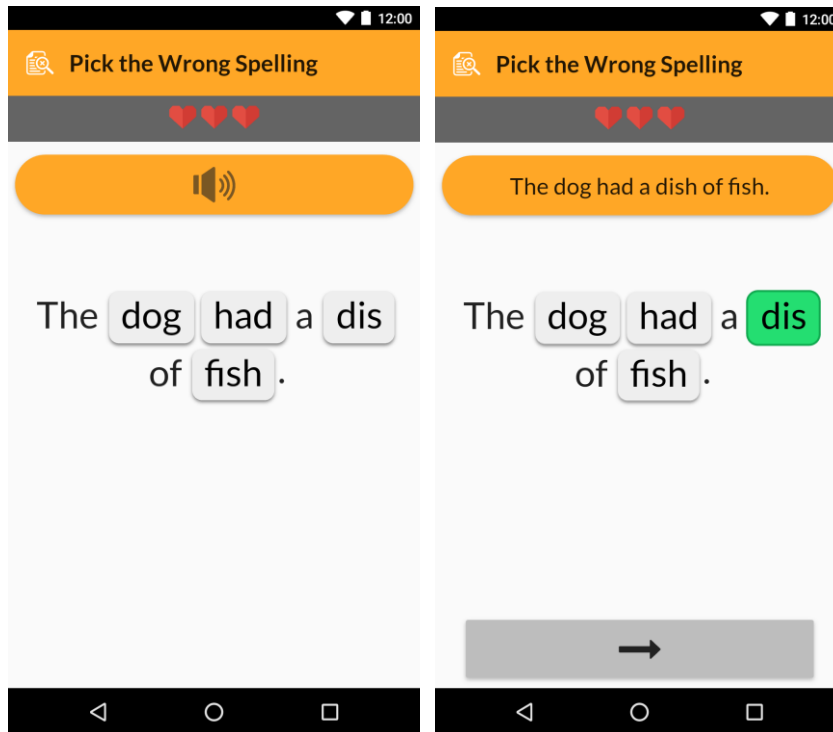 12:00
Pick the Wrong Spelling
The dog had a dis
of fish .
12:00
Pick the Wrong Spelling
The dog had a dish of fish.
The dog had a dis
of fish .